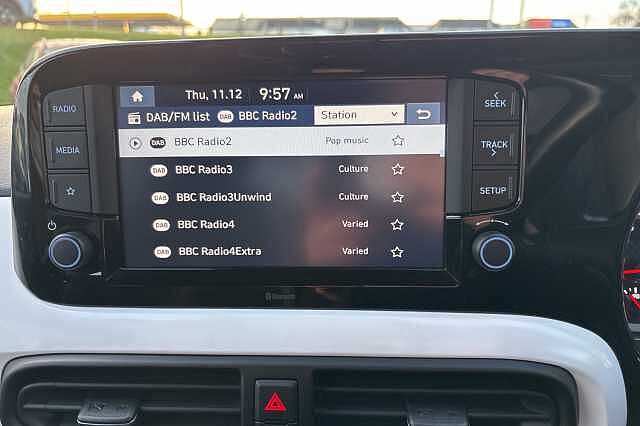 Thu, 11.12 9:57 AM
DAB/FM list DAB BBC Radio2 Station
DAB BBC Radio2 Pop music
DAB BBC Radio3 Culture
DAB BBC Radio3Unwind Culture
DAB BBC Radio4 Varied
DAB BBC Radio4Extra Varied
RADIO
MEDIA
SEEK
TRACK
SETUP
Bluetooth